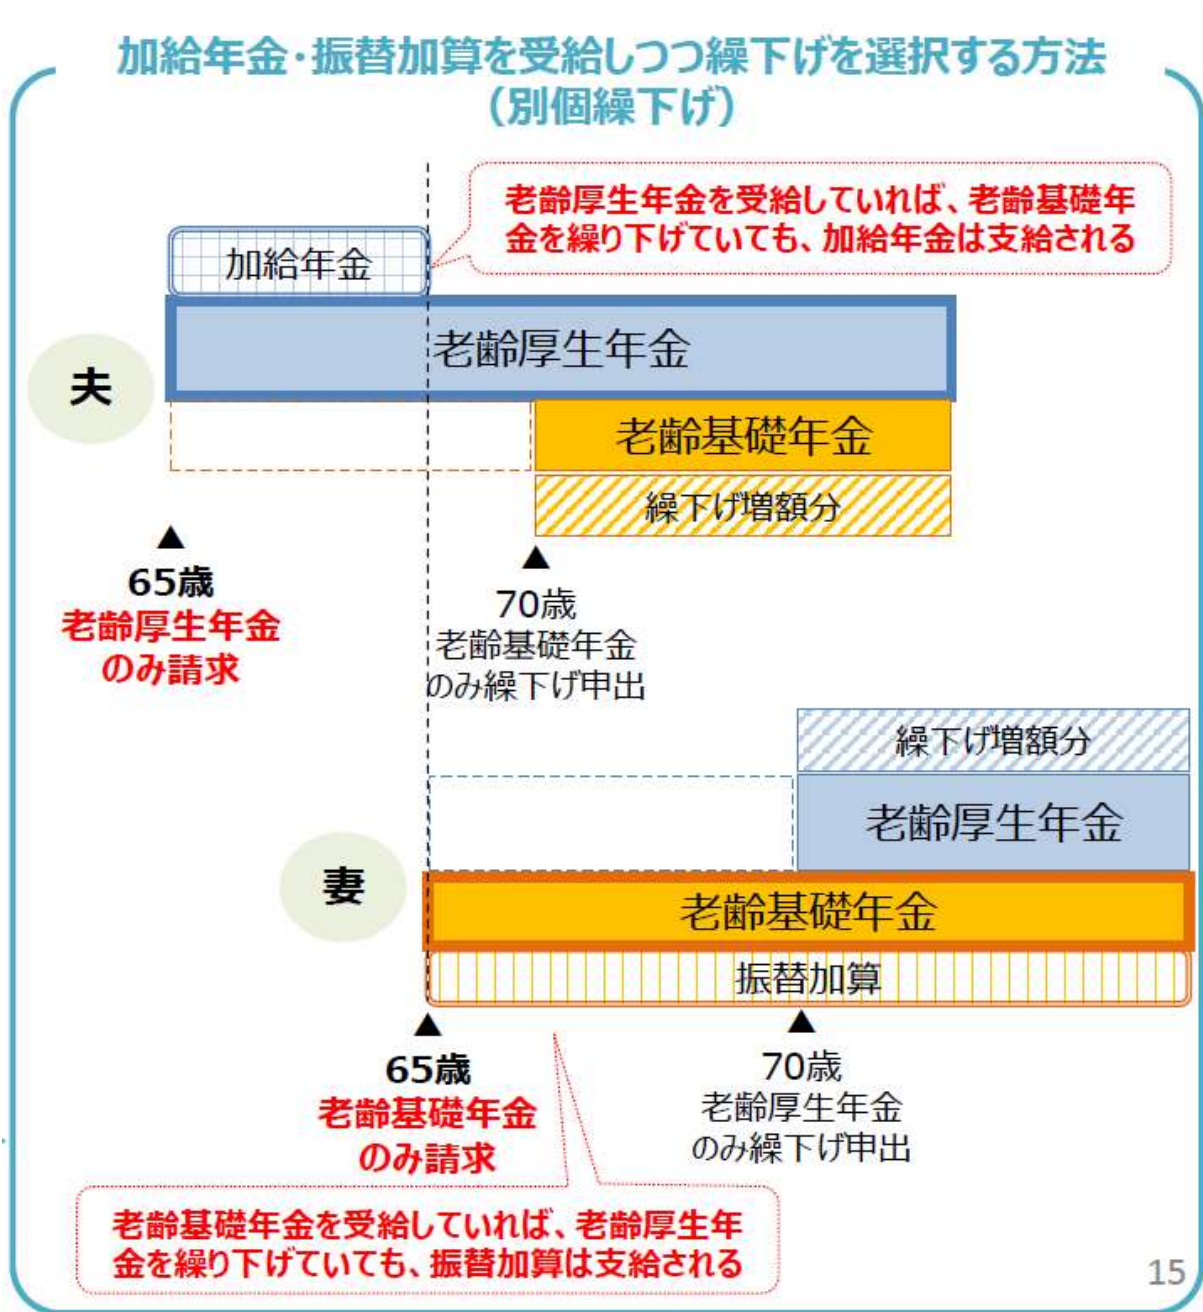 加給年金・振替加算を受給しつつ繰下げを選択する方法
（別個繰下げ）
老齢厚生年金を受給していれば、老齢基礎年
金を繰り下げていても、加給年金は支給される
加給年金
老齢厚生年金
夫
老齢基礎年金
繰下げ増額分
▲
65歳
老齢厚生年金
のみ請求
▲
70歳
老齢基礎年金
のみ繰下げ申出
繰下げ増額分
老齢厚生年金
妻
老齢基礎年金
振替加算
▲
65歳
老齢基礎年金
のみ請求
▲
70歳
老齢厚生年金
のみ繰下げ申出
老齢基礎年金を受給していれば、老齢厚生年
金を繰り下げていても、振替加算は支給される
15